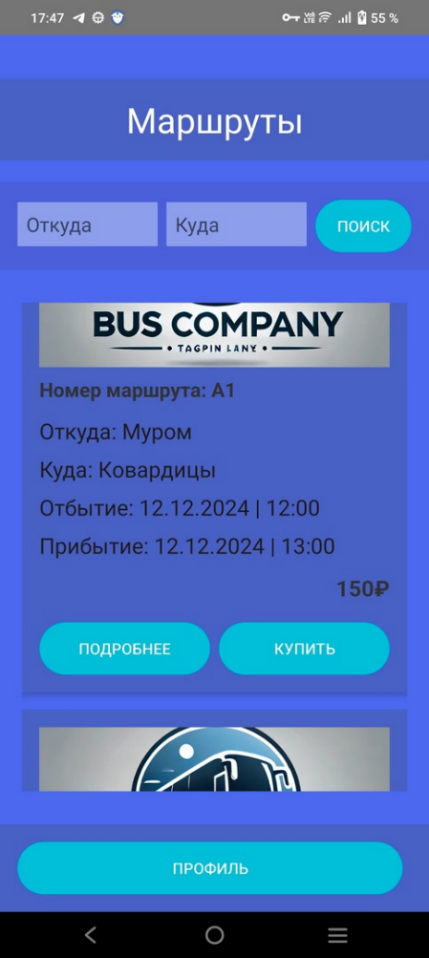 17:47 55 %
Маршруты
Откуда Куда ПОИСК
BUS COMPANY
• TAGPIN LANY •
Номер маршрута: A1
Откуда: Муром
Куда: Ковардицы
Отбытие: 12.12.2024 | 12:00
Прибытие: 12.12.2024 | 13:00
150₽
ПОДРОБНЕЕ КУПИТЬ
ПРОФИЛЬ